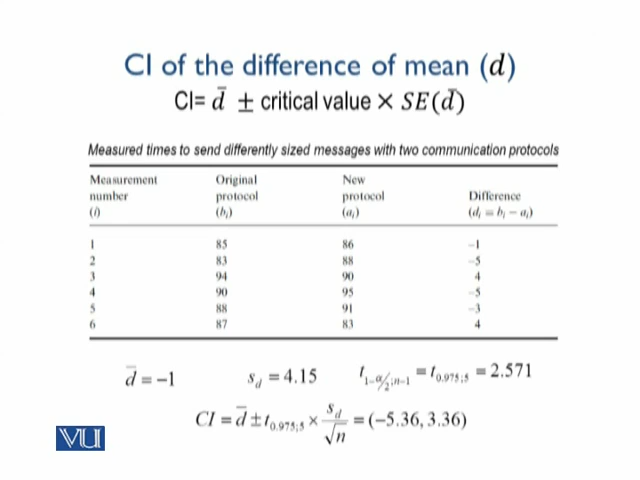 CI of the difference of mean (d)
CI= d̄ ± critical value × SE(d̄)
Measured times to send differently sized messages with two communication protocols
Measurement number (i) Original protocol (bᵢ) New protocol (aᵢ) Difference (dᵢ = bᵢ − aᵢ)
1 85 86 −1
2 83 88 −5
3 94 90 4
4 90 95 −5
5 88 91 −3
6 87 83 4
d̄ = −1 s_d = 4.15 t_{1−α/2;n−1} = t_{0.975;5} = 2.571
CI = d̄ ± t_{0.975;5} × s_d/√n = (−5.36, 3.36)
VU